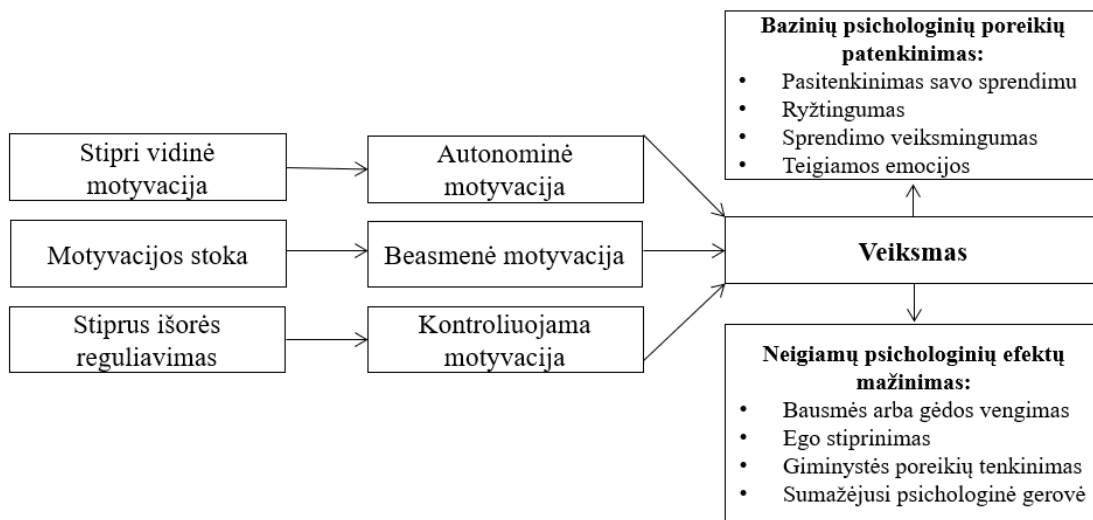 Bazinių psichologinių poreikių
patenkinimas:
• Pasitenkinimas savo sprendimu
• Ryžtingumas
• Sprendimo veiksmingumas
• Teigiamos emocijos
Stipri vidinė
motyvacija
Autonominė
motyvacija
Motyvacijos stoka
Beasmenė motyvacija
Veiksmas
Stiprus išorės
reguliavimas
Kontroliuojama
motyvacija
Neigiamų psichologinių efektų
mažinimas:
• Bausmės arba gėdos vengimas
• Ego stiprinimas
• Giminystės poreikių tenkinimas
• Sumažėjusi psichologinė gerovė